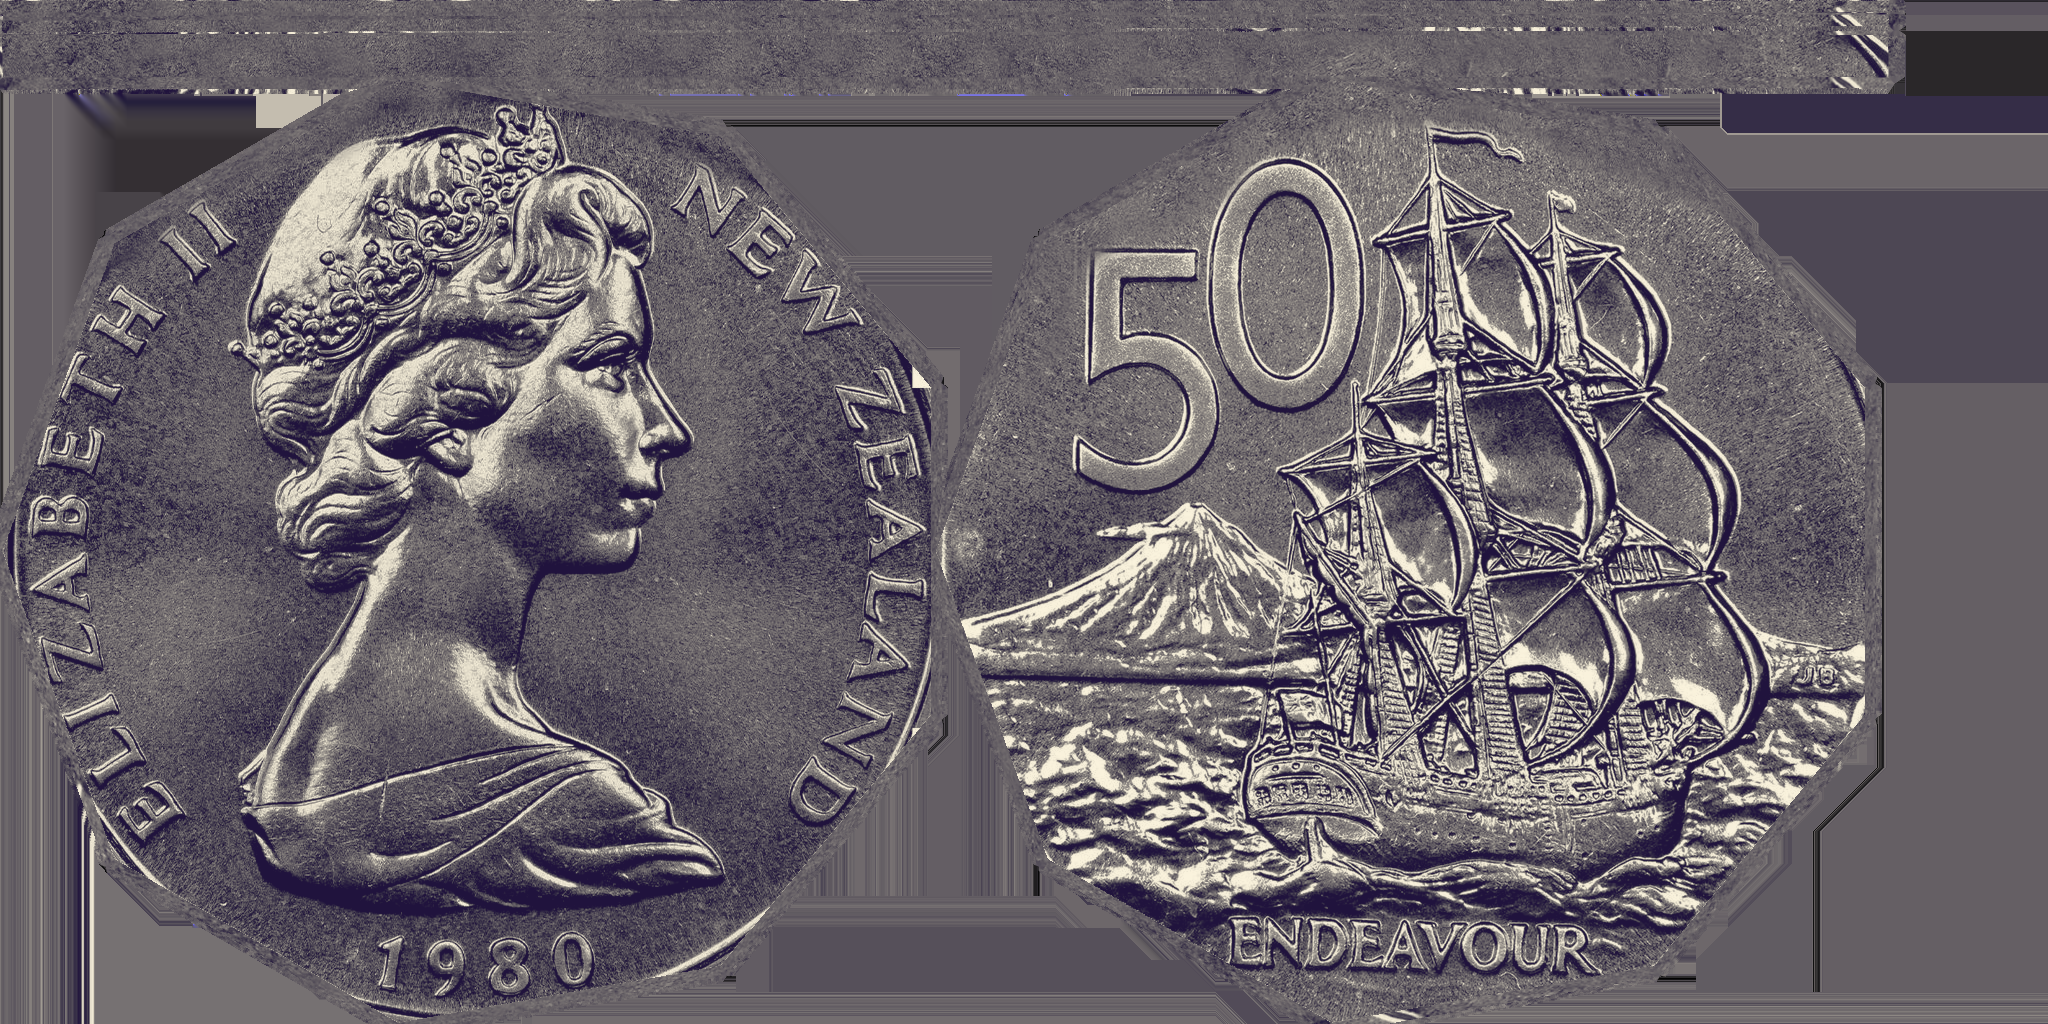 ELIZABETH II
NEW ZEALAND
1980
50
JB
ENDEAVOUR